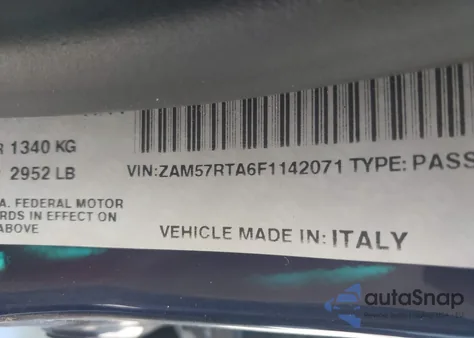 R 1340 KG
2952 LB
VIN:ZAM57RTA6F1142071 TYPE: PASS
A. FEDERAL MOTOR
RDS IN EFFECT ON
ABOVE
VEHICLE MADE IN: ITALY
autaSnap